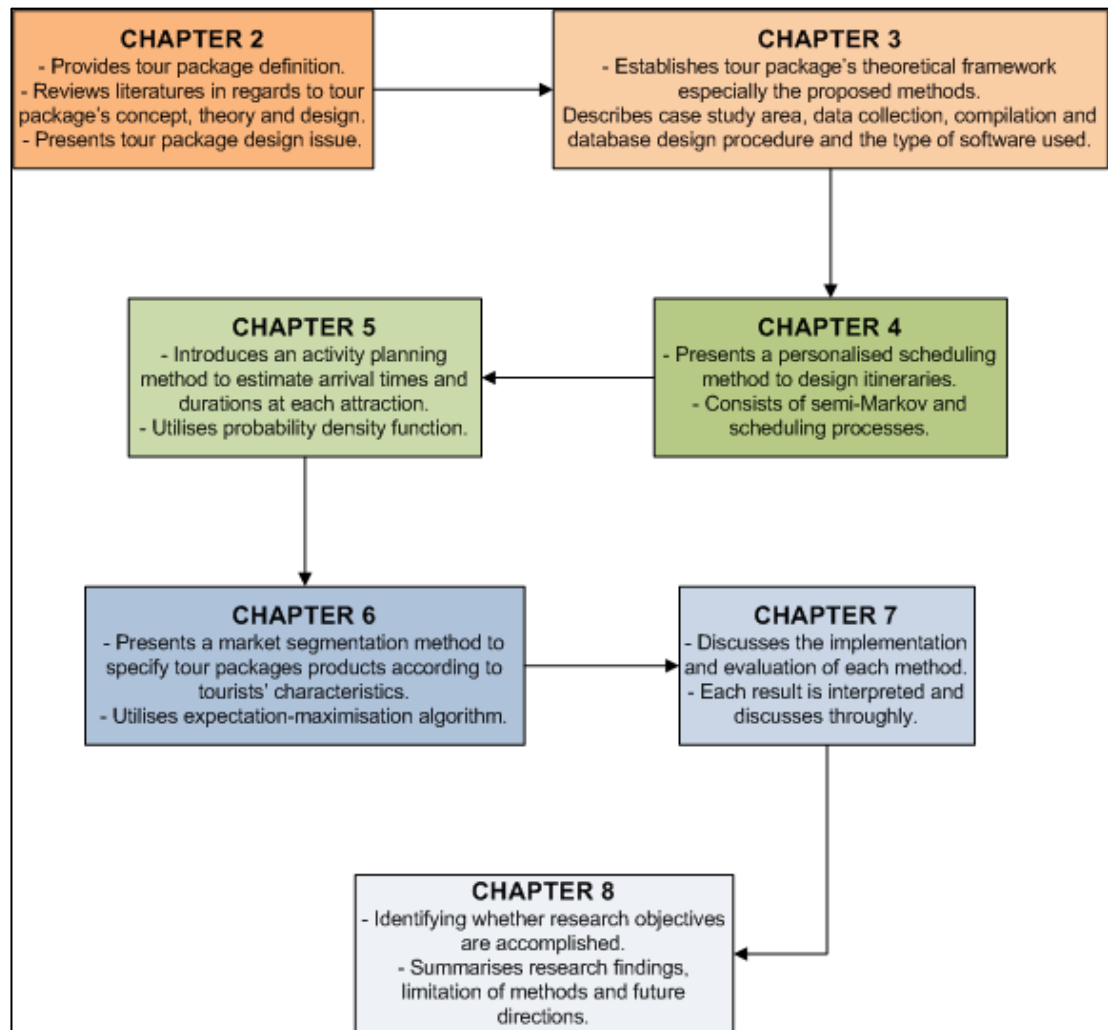 CHAPTER 2
- Provides tour package definition.
- Reviews literatures in regards to tour
package's concept, theory and design.
- Presents tour package design issue.
CHAPTER 3
- Establishes tour package's theoretical framework
especially the proposed methods.
Describes case study area, data collection, compilation and
database design procedure and the type of software used.
CHAPTER 4
- Presents a personalised scheduling
method to design itineraries.
- Consists of semi-Markov and
scheduling processes.
CHAPTER 5
- Introduces an activity planning
method to estimate arrival times and
durations at each attraction.
- Utilises probability density function.
CHAPTER 6
- Presents a market segmentation method to
specify tour packages products according to
tourists' characteristics.
- Utilises expectation-maximisation algorithm.
CHAPTER 7
- Discusses the implementation
and evaluation of each method.
- Each result is interpreted and
discusses throughly.
CHAPTER 8
- Identifying whether research objectives
are accomplished.
- Summarises research findings,
limitation of methods and future
directions.